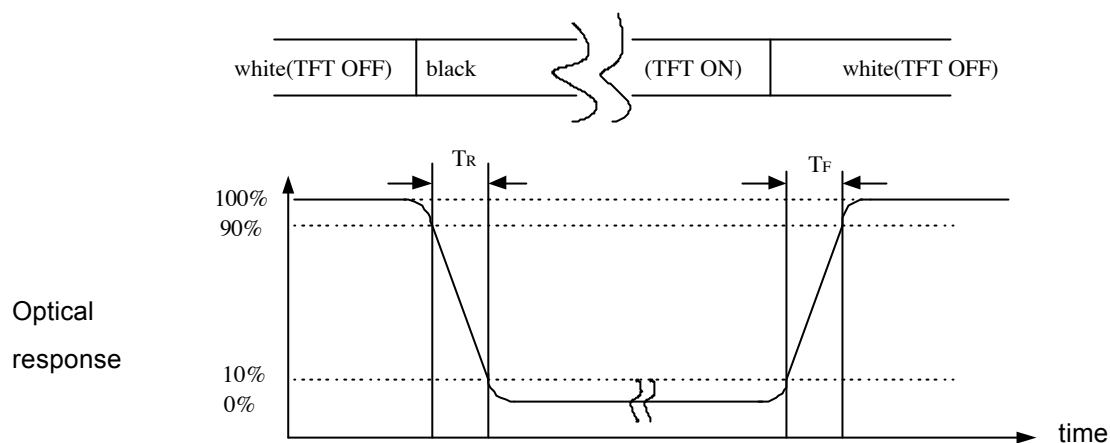 white(TFT OFF) black (TFT ON) white(TFT OFF)
TR TF
100%
90%
Optical
response
10%
0%
time